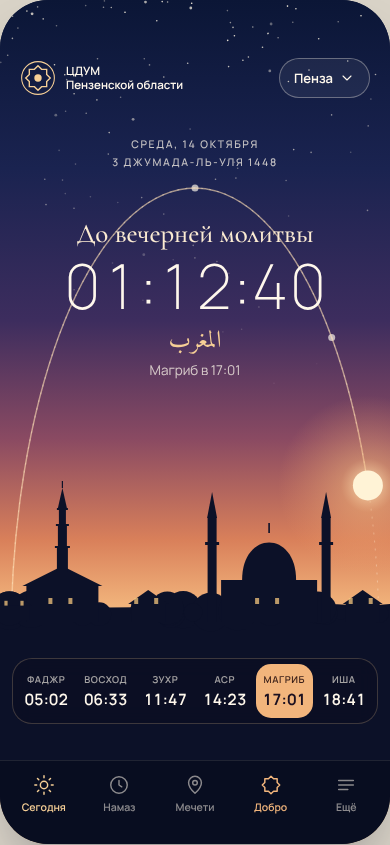 ЦДУМ
Пензенской области
Пенза
СРЕДА, 14 ОКТЯБРЯ
3 ДЖУМАДА-ЛЬ-УЛЯ 1448
До вечерней молитвы
01:12:40
المغرب
Магриб в 17:01
ФАДЖР ВОСХОД ЗУХР АСР МАГРИБ ИША
05:02 06:33 11:47 14:23 17:01 18:41
Сегодня Намаз Мечети Добро Ещё